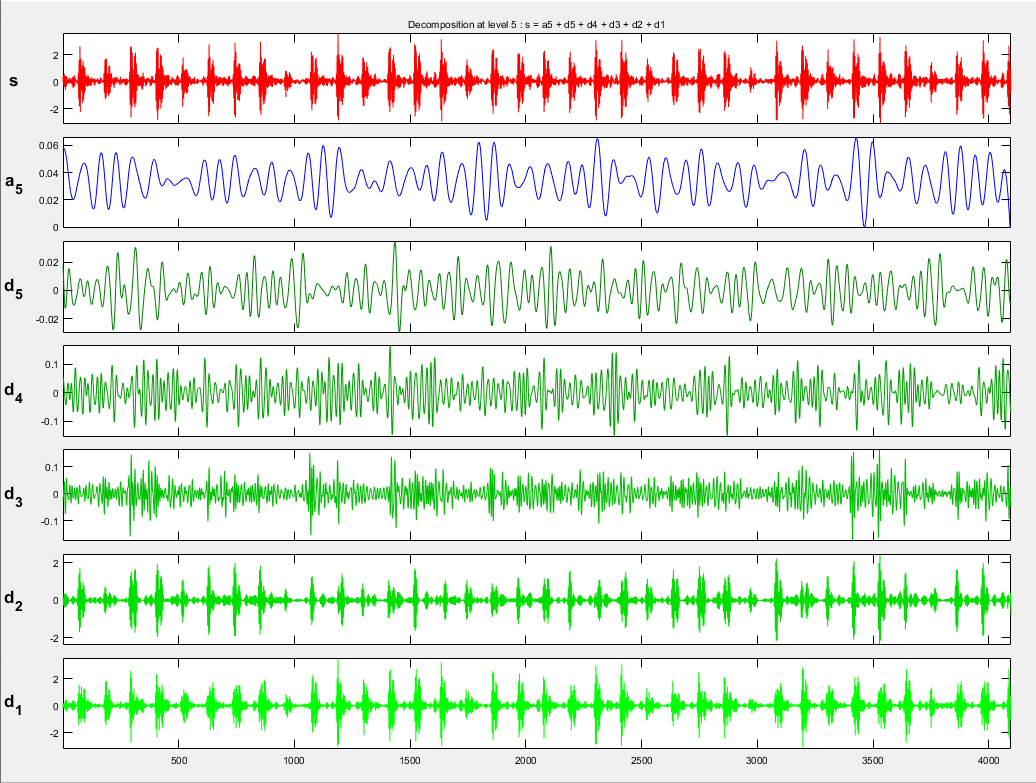 Decomposition at level 5 : s = a5 + d5 + d4 + d3 + d2 + d1
s
2
0
-2
a5
0.06
0.04
0.02
0
d5
0.02
0
-0.02
d4
0.1
0
-0.1
d3
0.1
0
-0.1
d2
2
0
-2
d1
2
0
-2
500 1000 1500 2000 2500 3000 3500 4000